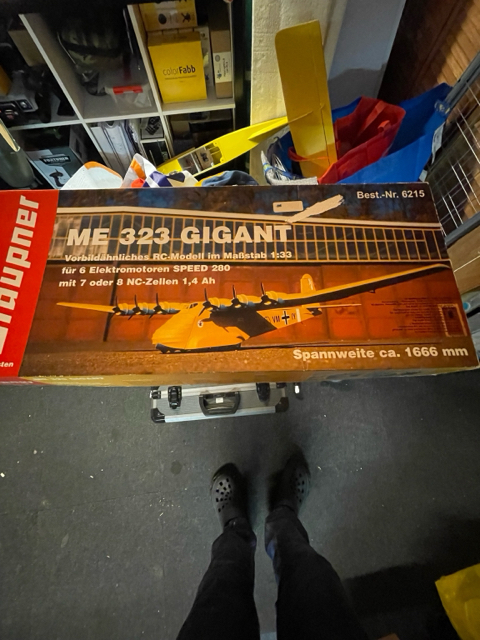 colorFabb
Graupner
Best.-Nr. 6215
ME 323 GIGANT
Vorbildähnliches RC-Modell im Maßstab 1:33
für 6 Elektromotoren SPEED 280
mit 7 oder 8 NC-Zellen 1,4 Ah
Spannweite ca. 1666 mm